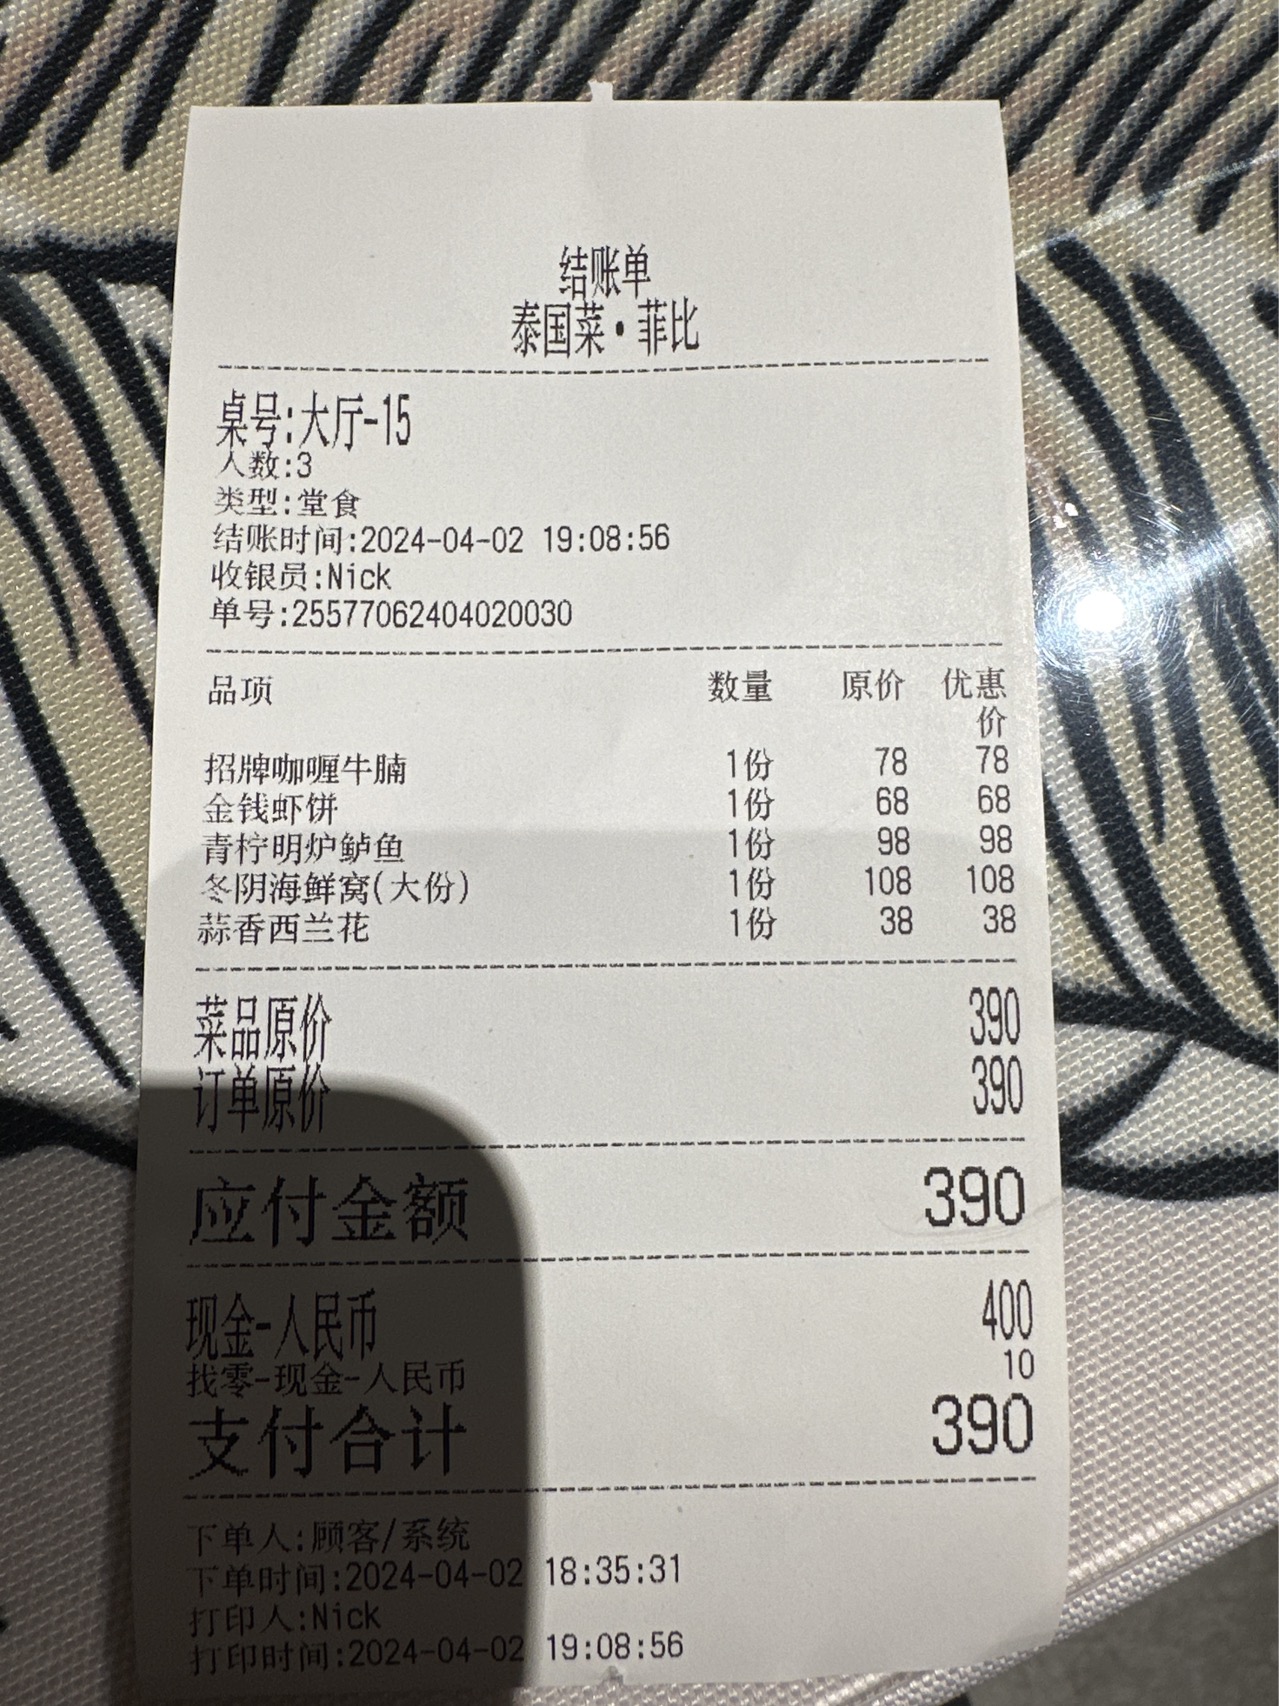 结账单
泰国菜·菲比
桌号:大厅-15
人数:3
类型:堂食
结账时间:2024-04-02 19:08:56
收银员:Nick
单号:25577062404020030
品项 数量 原价 优惠价
招牌咖喱牛腩 1份 78 78
金钱虾饼 1份 68 68
青柠明炉鲈鱼 1份 98 98
冬阴海鲜窝(大份) 1份 108 108
蒜香西兰花 1份 38 38
菜品原价 390
订单原价 390
应付金额 390
现金-人民币 400
找零-现金-人民币 10
支付合计 390
下单人:顾客/系统
下单时间:2024-04-02 18:35:31
打印人:Nick
打印时间:2024-04-02 19:08:56